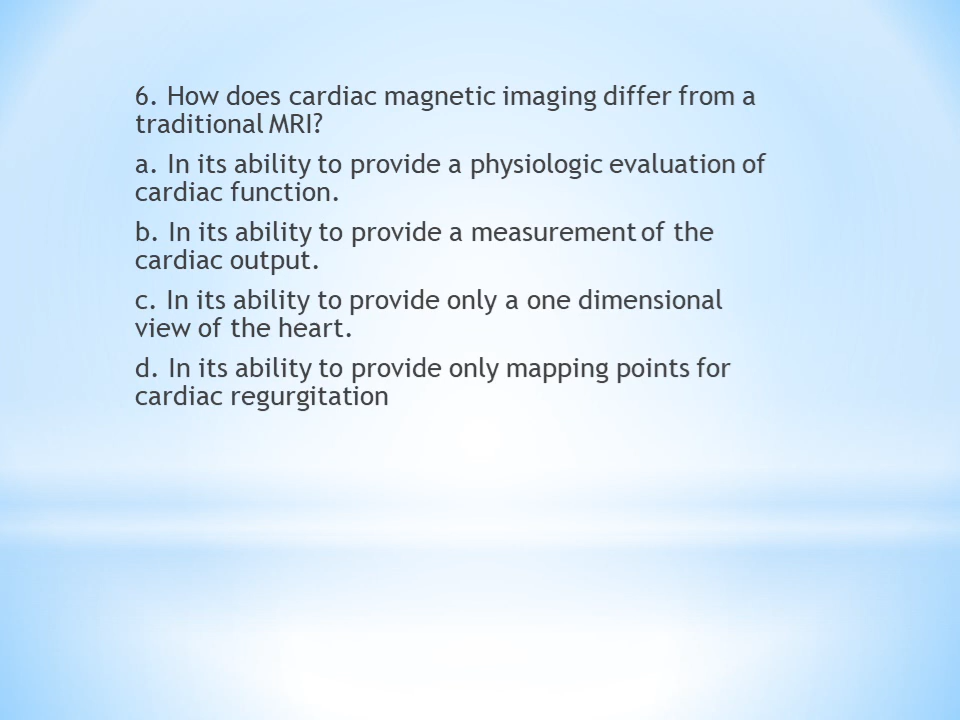 6. How does cardiac magnetic imaging differ from a
traditional MRI?
a. In its ability to provide a physiologic evaluation of
cardiac function.
b. In its ability to provide a measurement of the
cardiac output.
c. In its ability to provide only a one dimensional
view of the heart.
d. In its ability to provide only mapping points for
cardiac regurgitation